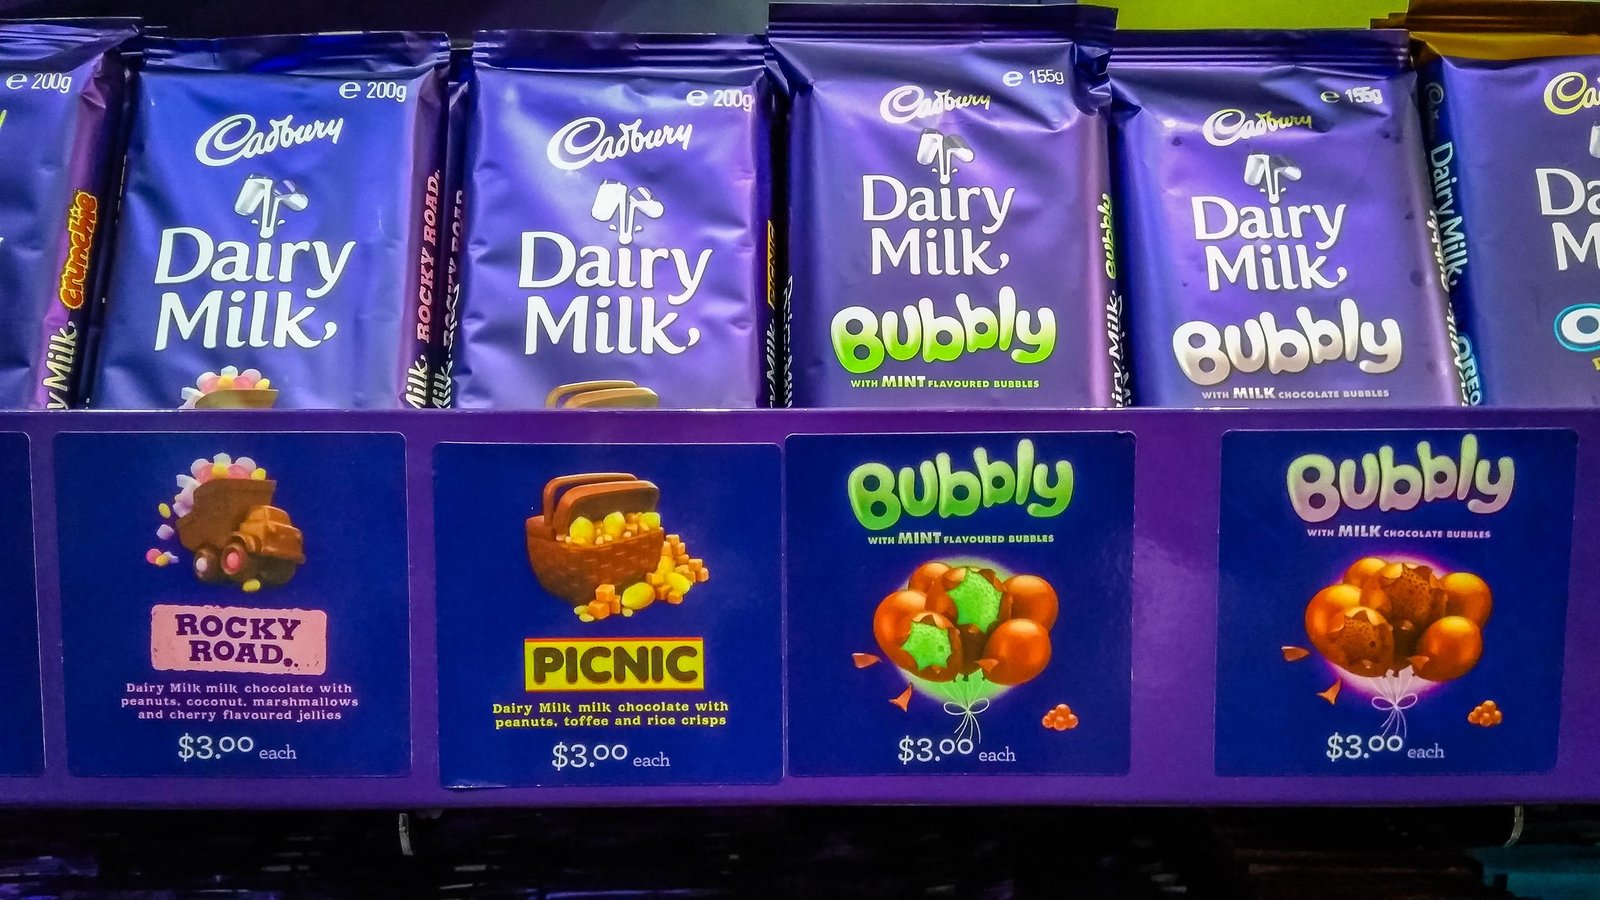 e 200g
Crunchie
Milk,
e 200g
Cadbury
Dairy
Milk,
ROCKY ROAD.
e 200g
Cadbury
Dairy
Milk,
e 155g
Cadbury
Dairy
Milk,
Bubbly
WITH MINT FLAVOURED BUBBLES
Bubbly
e 155g
Cadbury
Dairy
Milk,
Bubbly
WITH MILK CHOCOLATE BUBBLES
Dairy Milk,
OREO
ROCKY
ROAD.
Dairy Milk milk chocolate with
peanuts, coconut, marshmallows
and cherry flavoured jellies
$3.00 each
PICNIC
Dairy Milk milk chocolate with
peanuts, toffee and rice crisps
$3.00 each
Bubbly
WITH MINT FLAVOURED BUBBLES
$3.00 each
Bubbly
WITH MILK CHOCOLATE BUBBLES
$3.00 each